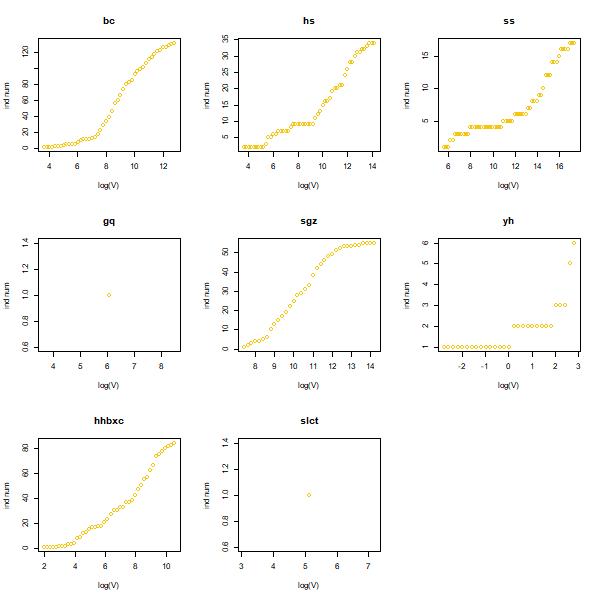 bc
ind num
0 20 40 60 80 120
4 6 8 10 12
log(V)
hs
ind num
5 10 15 20 25 30 35
4 6 8 10 12 14
log(V)
ss
ind num
5 10 15
6 8 10 12 14 16
log(V)
gq
ind num
0.6 0.8 1.0 1.2 1.4
4 5 6 7 8
log(V)
sgz
ind num
0 10 20 30 40 50
8 9 10 11 12 13 14
log(V)
yh
ind num
1 2 3 4 5 6
-2 -1 0 1 2 3
log(V)
hhbxc
ind num
0 20 40 60 80
2 4 6 8 10
log(V)
slct
ind num
0.6 0.8 1.0 1.2 1.4
3 4 5 6 7
log(V)